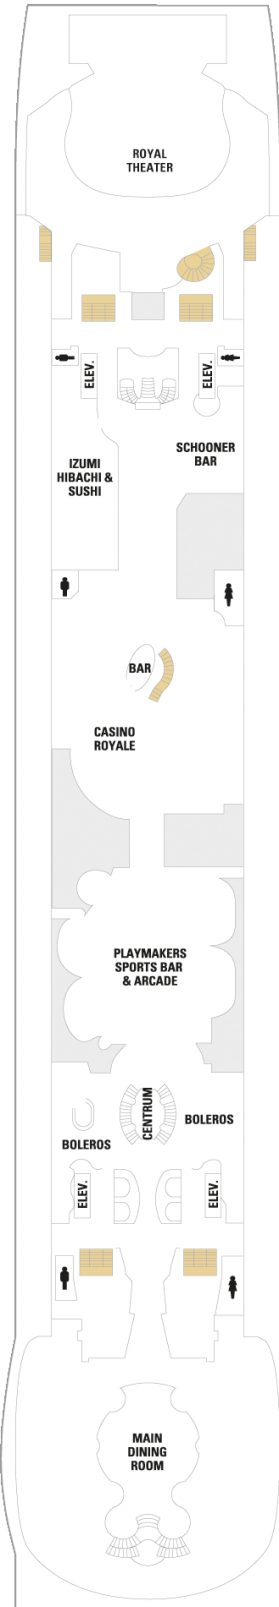 ROYAL
THEATER
ELEV.
ELEV.
SCHOONER
BAR
IZUMI
HIBACHI &
SUSHI
BAR
CASINO
ROYALE
PLAYMAKERS
SPORTS BAR
& ARCADE
CENTRUM
BOLEROS
BOLEROS
ELEV.
ELEV.
MAIN
DINING
ROOM